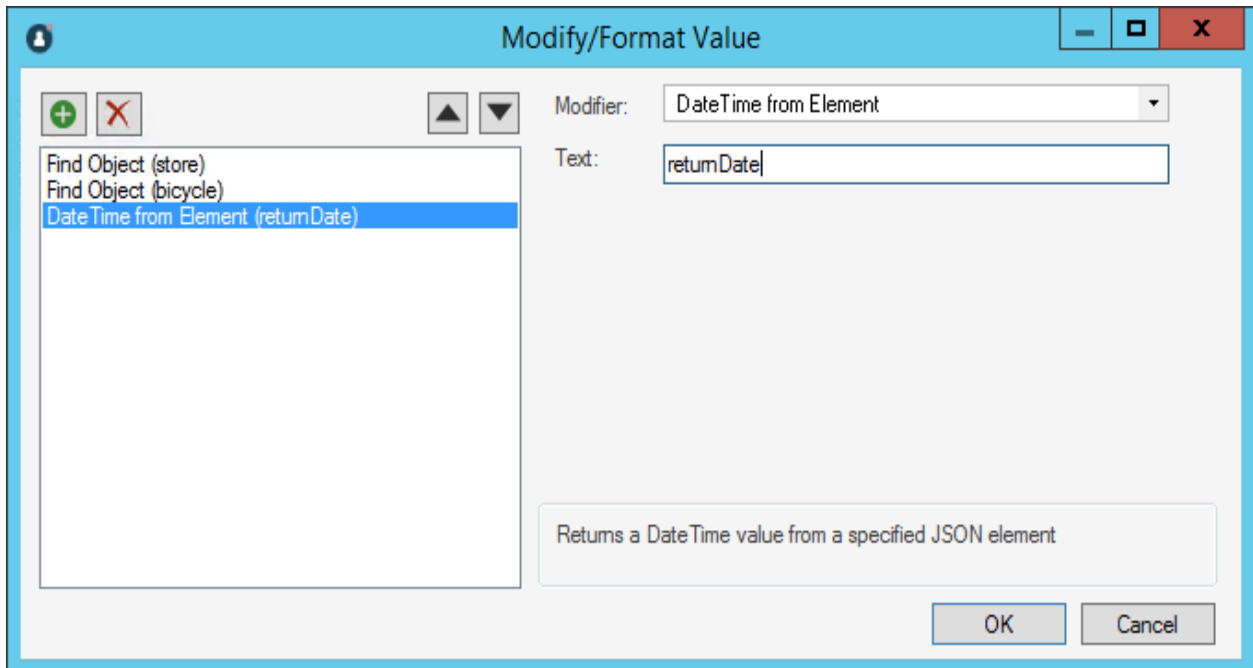 Modify/Format Value
X
Modifier: DateTime from Element
Text: returnDate
Find Object (store)
Find Object (bicycle)
DateTime from Element (returnDate)
Returns a DateTime value from a specified JSON element
OK Cancel